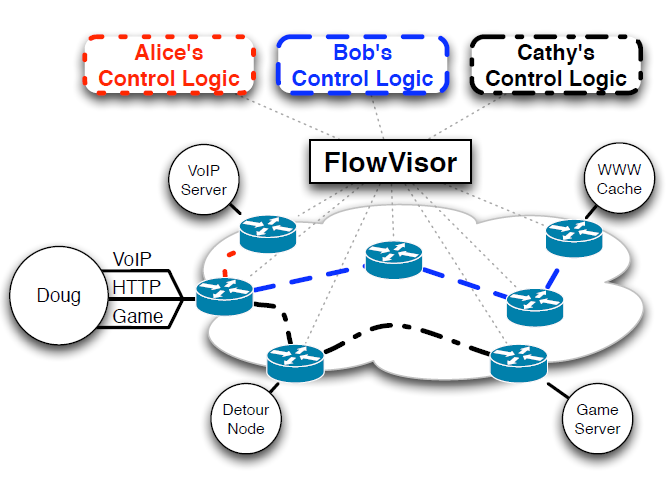 Alice's
Control Logic
Bob's
Control Logic
Cathy's
Control Logic
FlowVisor
VoIP
Server
WWW
Cache
Doug
VoIP
HTTP
Game
Detour
Node
Game
Server